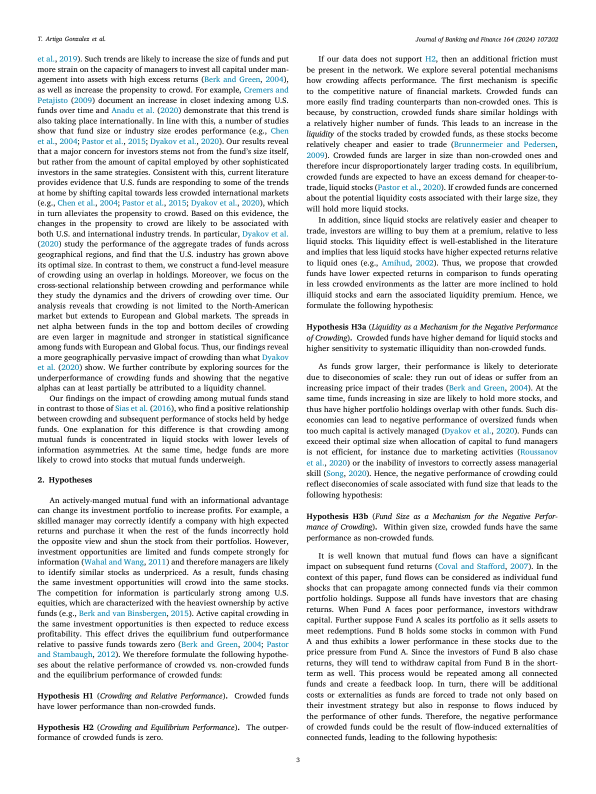 T. Artiga Gonzalez et al.
Journal of Banking and Finance 164 (2024) 107202
et al., 2019). Such trends are likely to increase the size of funds and put
more strain on the capacity of managers to invest all capital under man-
agement into assets with high excess returns (Berk and Green, 2004),
as well as increase the propensity to crowd. For example, Cremers and
Petajisto (2009) document an increase in closet indexing among U.S.
funds over time and Anadu et al. (2020) demonstrate that this trend is
also taking place internationally. In line with this, a number of studies
show that fund size or industry size erodes performance (e.g., Chen
et al., 2004; Pastor et al., 2015; Dyakov et al., 2020). Our results reveal
that a major concern for investors stems not from the fund's size itself,
but rather from the amount of capital employed by other sophisticated
investors in the same strategies. Consistent with this, current literature
provides evidence that U.S. funds are responding to some of the trends
at home by shifting capital towards less crowded international markets
(e.g., Chen et al., 2004; Pastor et al., 2015; Dyakov et al., 2020), which
in turn alleviates the propensity to crowd. Based on this evidence, the
changes in the propensity to crowd are likely to be associated with
both U.S. and international industry trends. In particular, Dyakov et al.
(2020) study the performance of the aggregate trades of funds across
geographical regions, and find that the U.S. industry has grown above
its optimal size. In contrast to them, we construct a fund-level measure
of crowding using an overlap in holdings. Moreover, we focus on the
cross-sectional relationship between crowding and performance while
they study the dynamics and the drivers of crowding over time. Our
analysis reveals that crowding is not limited to the North-American
market but extends to European and Global markets. The spreads in
net alpha between funds in the top and bottom deciles of crowding
are even larger in magnitude and stronger in statistical significance
among funds with European and Global focus. Thus, our findings reveal
a more geographically pervasive impact of crowding than what Dyakov
et al. (2020) show. We further contribute by exploring sources for the
underperformance of crowding funds and showing that the negative
alphas can at least partially be attributed to a liquidity channel.
Our findings on the impact of crowding among mutual funds stand
in contrast to those of Sias et al. (2016), who find a positive relationship
between crowding and subsequent performance of stocks held by hedge
funds. One explanation for this difference is that crowding among
mutual funds is concentrated in liquid stocks with lower levels of
information asymmetries. At the same time, hedge funds are more
likely to crowd into stocks that mutual funds underweigh.
2. Hypotheses
An actively-manged mutual fund with an informational advantage
can change its investment portfolio to increase profits. For example, a
skilled manager may correctly identify a company with high expected
returns and purchase it when the rest of the funds incorrectly hold
the opposite view and shun the stock from their portfolios. However,
investment opportunities are limited and funds compete strongly for
information (Wahal and Wang, 2011) and therefore managers are likely
to identify similar stocks as underpriced. As a result, funds chasing
the same investment opportunities will crowd into the same stocks.
The competition for information is particularly strong among U.S.
equities, which are characterized with the heaviest ownership by active
funds (e.g., Berk and van Binsbergen, 2015). Active capital crowding in
the same investment opportunities is then expected to reduce excess
profitability. This effect drives the equilibrium fund outperformance
relative to passive funds towards zero (Berk and Green, 2004; Pastor
and Stambaugh, 2012). We therefore formulate the following hypothe-
ses about the relative performance of crowded vs. non-crowded funds
and the equilibrium performance of crowded funds:
Hypothesis H1 (Crowding and Relative Performance). Crowded funds
have lower performance than non-crowded funds.
Hypothesis H2 (Crowding and Equilibrium Performance). The outper-
formance of crowded funds is zero.
If our data does not support H2, then an additional friction must
be present in the network. We explore several potential mechanisms
how crowding affects performance. The first mechanism is specific
to the competitive nature of financial markets. Crowded funds can
more easily find trading counterparts than non-crowded ones. This is
because, by construction, crowded funds share similar holdings with
a relatively higher number of funds. This leads to an increase in the
liquidity of the stocks traded by crowded funds, as these stocks become
relatively cheaper and easier to trade (Brunnermeier and Pedersen,
2009). Crowded funds are larger in size than non-crowded ones and
therefore incur disproportionately larger trading costs. In equilibrium,
crowded funds are expected to have an excess demand for cheaper-to-
trade, liquid stocks (Pastor et al., 2020). If crowded funds are concerned
about the potential liquidity costs associated with their large size, they
will hold more liquid stocks.
In addition, since liquid stocks are relatively easier and cheaper to
trade, investors are willing to buy them at a premium, relative to less
liquid stocks. This liquidity effect is well-established in the literature
and implies that less liquid stocks have higher expected returns relative
to liquid ones (e.g., Amihud, 2002). Thus, we propose that crowded
funds have lower expected returns in comparison to funds operating
in less crowded environments as the latter are more inclined to hold
illiquid stocks and earn the associated liquidity premium. Hence, we
formulate the following hypothesis:
Hypothesis H3a (Liquidity as a Mechanism for the Negative Performance
of Crowding). Crowded funds have higher demand for liquid stocks and
higher sensitivity to systematic illiquidity than non-crowded funds.
As funds grow larger, their performance is likely to deteriorate
due to diseconomies of scale: they run out of ideas or suffer from an
increasing price impact of their trades (Berk and Green, 2004). At the
same time, funds increasing in size are likely to hold more stocks, and
thus have higher portfolio holdings overlap with other funds. Such dis-
economies can lead to negative performance of oversized funds when
too much capital is actively managed (Dyakov et al., 2020). Funds can
exceed their optimal size when allocation of capital to fund managers
is not efficient, for instance due to marketing activities (Roussanov
et al., 2020) or the inability of investors to correctly assess managerial
skill (Song, 2020). Hence, the negative performance of crowding could
reflect diseconomies of scale associated with fund size that leads to the
following hypothesis:
Hypothesis H3b (Fund Size as a Mechanism for the Negative Perfor-
mance of Crowding). Within given size, crowded funds have the same
performance as non-crowded funds.
It is well known that mutual fund flows can have a significant
impact on subsequent fund returns (Coval and Stafford, 2007). In the
context of this paper, fund flows can be considered as individual fund
shocks that can propagate among connected funds via their common
portfolio holdings. Suppose all funds have investors that are chasing
returns. When Fund A faces poor performance, investors withdraw
capital. Further suppose Fund A scales its portfolio as it sells assets to
meet redemptions. Fund B holds some stocks in common with Fund
A and thus exhibits a lower performance in these stocks due to the
price pressure from Fund A. Since the investors of Fund B also chase
returns, they will tend to withdraw capital from Fund B in the short-
term as well. This process would be repeated among all connected
funds and create a feedback loop. In turn, there will be additional
costs or externalities as funds are forced to trade not only based on
their investment strategy but also in response to flows induced by
the performance of other funds. Therefore, the negative performance
of crowded funds could be the result of flow-induced externalities of
connected funds, leading to the following hypothesis:
3